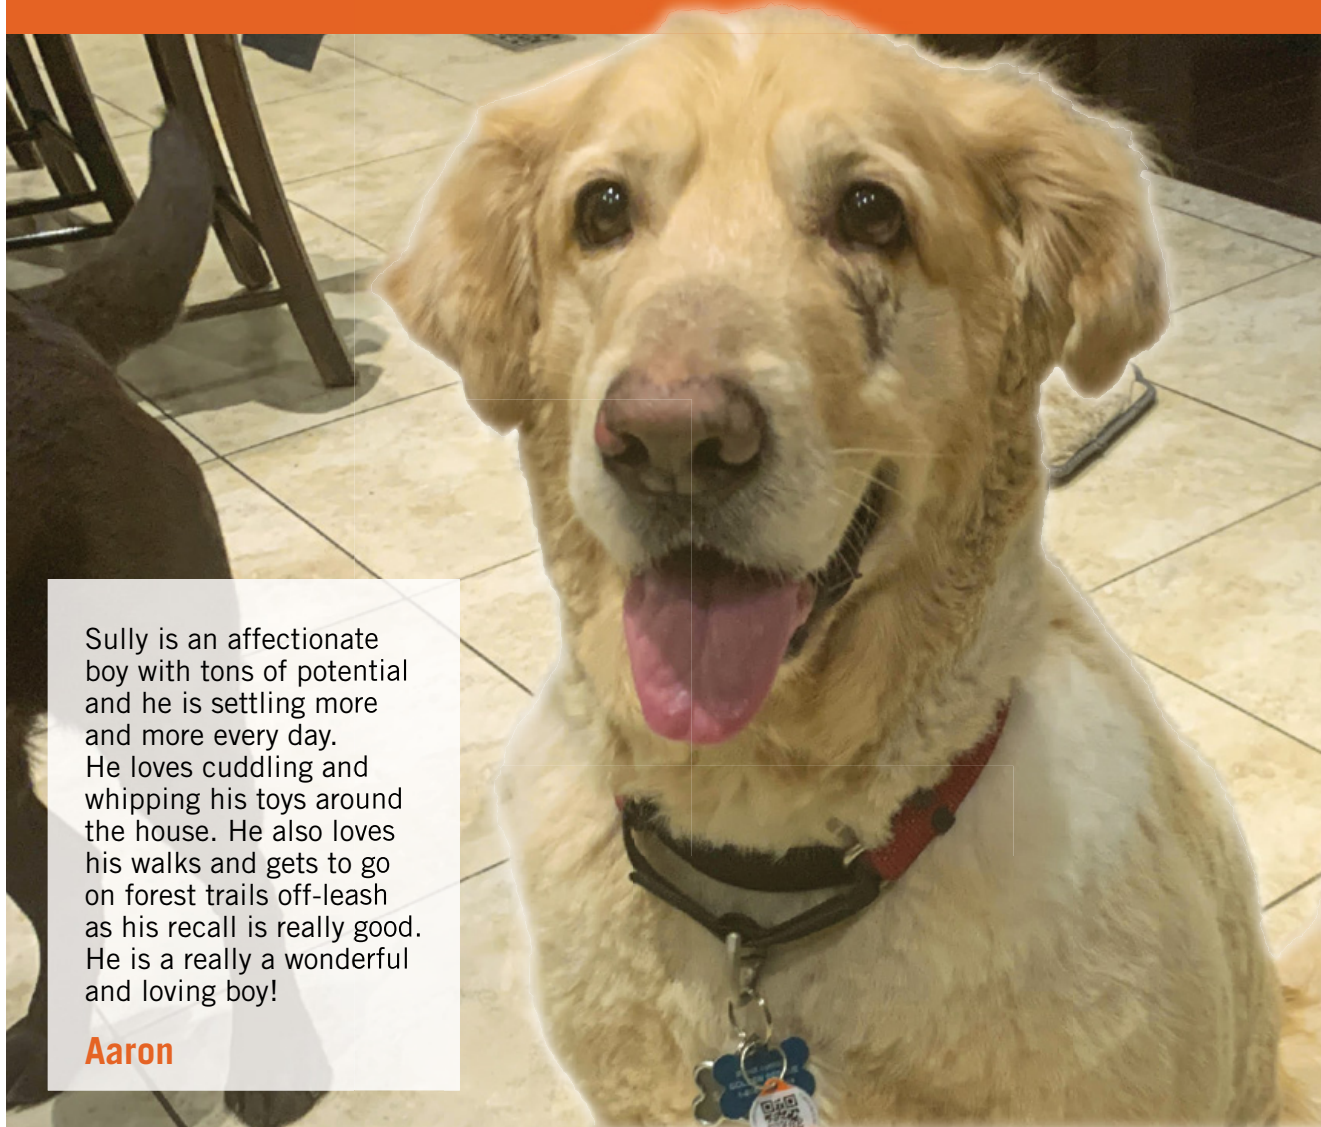 Sully is an affectionate
boy with tons of potential
and he is settling more
and more every day.
He loves cuddling and
whipping his toys around
the house. He also loves
his walks and gets to go
on forest trails off-leash
as his recall is really good.
He is a really a wonderful
and loving boy!
Aaron